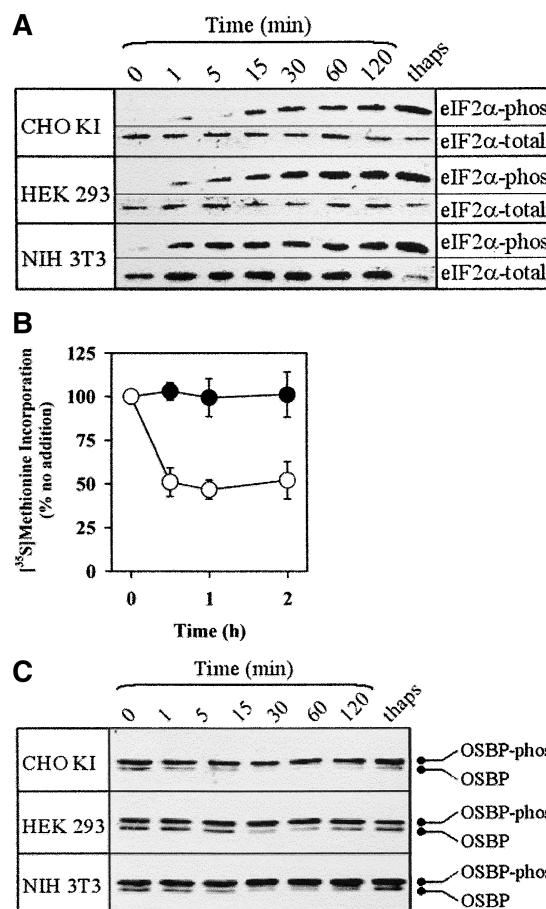 A
Time (min)
0 1 5 15 30 60 120 thaps
CHO KI
eIF2α-phos
eIF2α-total
HEK 293
eIF2α-phos
eIF2α-total
NIH 3T3
eIF2α-phos
eIF2α-total
B
[³⁵S]Methionine Incorporation
(% no addition)
125
100
75
50
25
0
0 1 2
Time (h)
C
Time (min)
0 1 5 15 30 60 120 thaps
CHO KI
OSBP-phos
OSBP
HEK 293
OSBP-phos
OSBP
NIH 3T3
OSBP-phos
OSBP